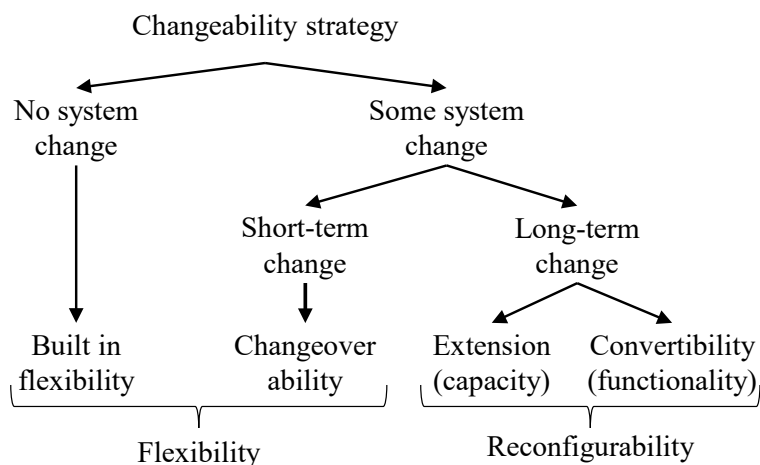 Changeability strategy
No system
change
Some system
change
Short-term
change
Long-term
change
Built in
flexibility
Changeover
ability
Extension
(capacity)
Convertibility
(functionality)
Flexibility
Reconfigurability